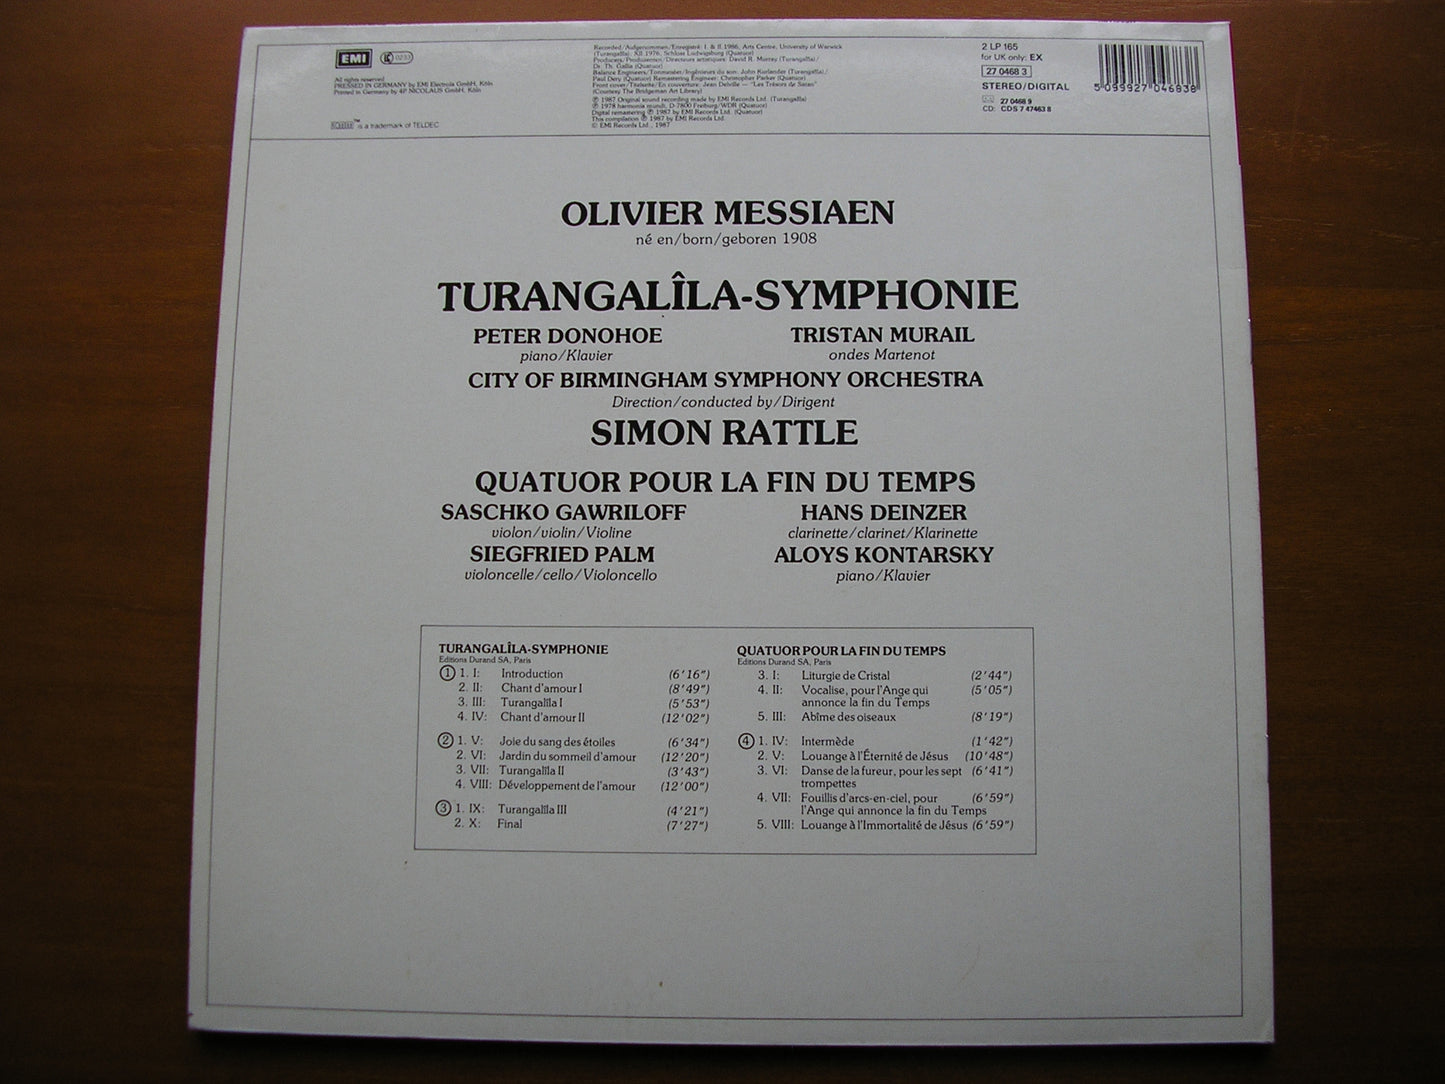 EMI
0233
All rights reserved
PRESSED IN GERMANY by EMI Electrola GmbH, Köln
Printed in Germany by 4P NICOLAUS GmbH, Köln
is a trademark of TELDEC
Recorded/Aufgenommen/Enregistré: I. & II.1986, Arts Centre, University of Warwick
(Turangalîla); XII.1976, Schloss Ludwigsburg (Quatuor)
Producers/Produzenten/Directeurs artistiques: David R. Murray (Turangalîla)/
Dr. Th. Gallia (Quatuor)
Balance Engineers/Tonmeister/Ingénieurs du son: John Kurlander (Turangalîla)/
Paul Dery (Quatuor) Remastering Engineer: Christopher Parker (Quatuor)
Front cover/Titelseite/En couverture: Jean Delville — "Les Trésors de Satan"
(Courtesy The Bridgeman Art Library)
℗ 1987 Original sound recording made by EMI Records Ltd. (Turangalîla)
℗ 1978 harmonia mundi, D-7800 Freiburg/WDR (Quatuor)
Digital remastering ℗ 1987 by EMI Records Ltd. (Quatuor)
This compilation ℗ 1987 by EMI Records Ltd.
© EMI Records Ltd., 1987
2 LP 165
for UK only: EX
27 0468 3
STEREO/DIGITAL
27 0468 9
CD: CDS 7 47463 8
5 099927 046838
OLIVIER MESSIAEN
né en/born/geboren 1908
TURANGALÎLA-SYMPHONIE
PETER DONOHOE TRISTAN MURAIL
piano/Klavier ondes Martenot
CITY OF BIRMINGHAM SYMPHONY ORCHESTRA
Direction/conducted by/Dirigent
SIMON RATTLE
QUATUOR POUR LA FIN DU TEMPS
SASCHKO GAWRILOFF HANS DEINZER
violon/violin/Violine clarinette/clarinet/Klarinette
SIEGFRIED PALM ALOYS KONTARSKY
violoncelle/cello/Violoncello piano/Klavier
TURANGALÎLA-SYMPHONIE
Editions Durand SA, Paris
① 1. I: Introduction (6'16")
2. II: Chant d'amour I (8'49")
3. III: Turangalîla I (5'53")
4. IV: Chant d'amour II (12'02")
② 1. V: Joie du sang des étoiles (6'34")
2. VI: Jardin du sommeil d'amour (12'20")
3. VII: Turangalîla II (3'43")
4. VIII: Développement de l'amour (12'00")
③ 1. IX: Turangalîla III (4'21")
2. X: Final (7'27")
QUATUOR POUR LA FIN DU TEMPS
Editions Durand SA, Paris
3. I: Liturgie de Cristal (2'44")
4. II: Vocalise, pour l'Ange qui (5'05")
annonce la fin du Temps
5. III: Abîme des oiseaux (8'19")
④ 1. IV: Intermède (1'42")
2. V: Louange à l'Éternité de Jésus (10'48")
3. VI: Danse de la fureur, pour les sept (6'41")
trompettes
4. VII: Fouillis d'arcs-en-ciel, pour (6'59")
l'Ange qui annonce la fin du Temps
5. VIII: Louange à l'Immortalité de Jésus (6'59")